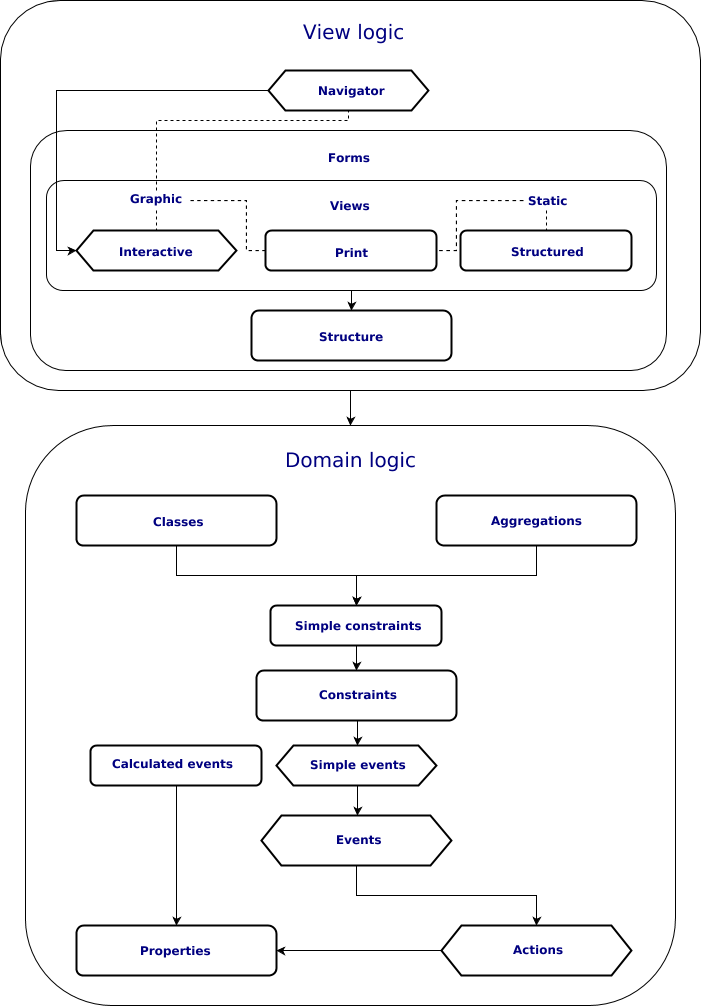 View logic
Navigator
Forms
Graphic
Static
Views
Interactive
Print
Structured
Structure
Domain logic
Classes
Aggregations
Simple constraints
Constraints
Calculated events
Simple events
Events
Properties
Actions